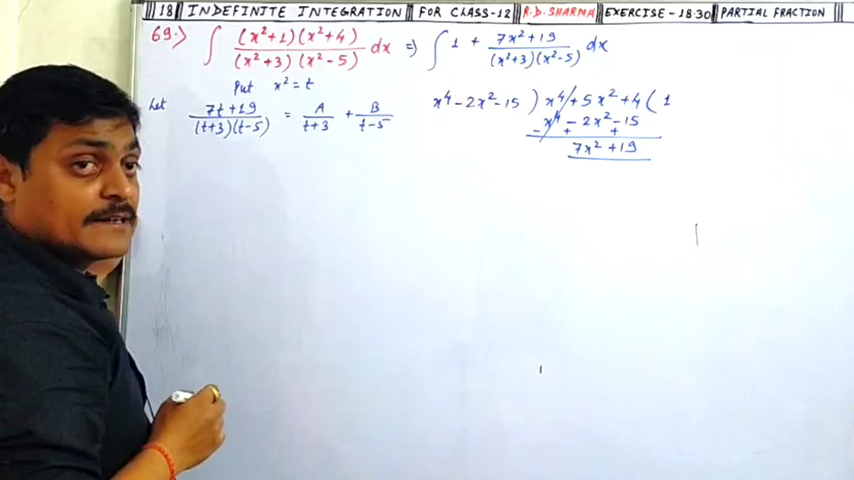 18 INDEFINITE INTEGRATION FOR CLASS-12 R.D. SHARMA EXERCISE-18.30 PARTIAL FRACTION
69.> ∫ (x²+1)(x²+4) / (x²+3)(x²-5) dx ⇒ ∫ 1 + 7x²+19 / (x²+3)(x²-5) dx
Put x² = t
Let 7t+19 / (t+3)(t-5) = A / t+3 + B / t-5
x⁴-2x²-15 ) x⁴+5x²+4 ( 1
x⁴-2x²-15
- + +
7x²+19